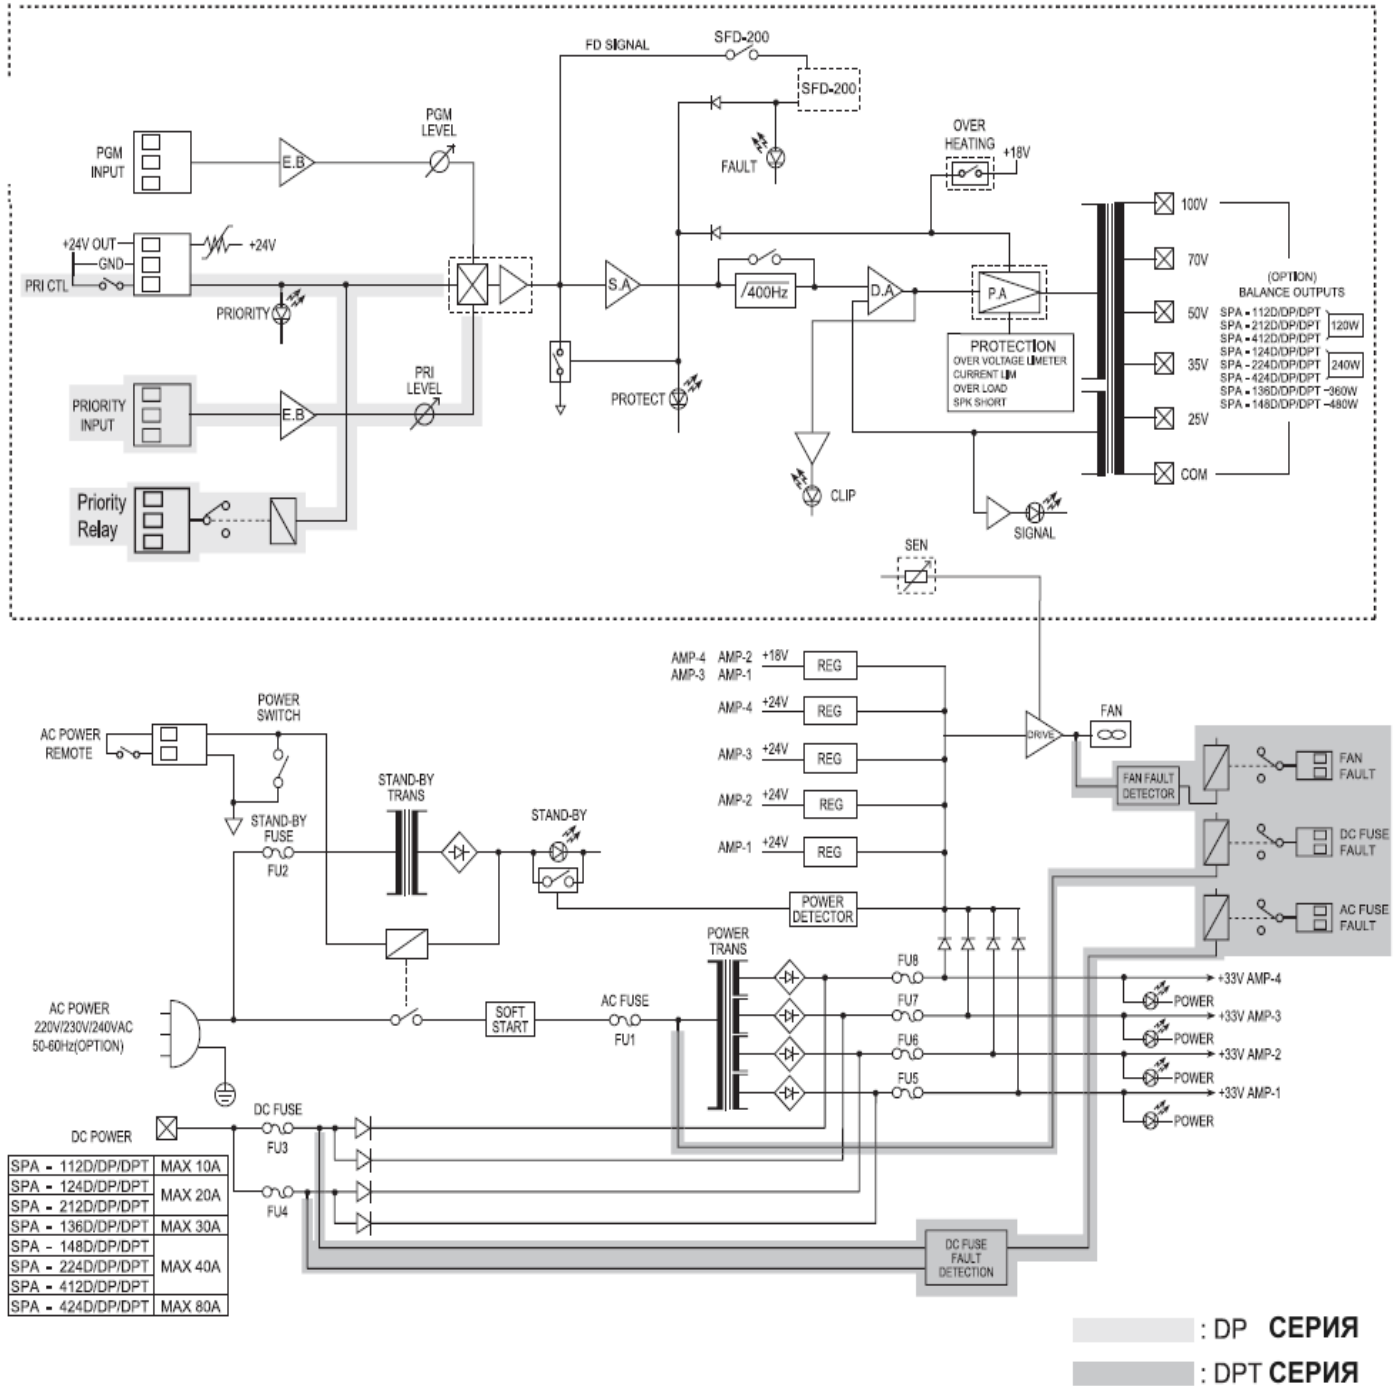 FD SIGNAL
SFD-200
SFD-200
PGM
LEVEL
PGM
INPUT
E.B
FAULT
OVER
HEATING
+18V
+24V OUT
GND
PRI CTL
+24V
PRIORITY
S.A
/400Hz
D.A
P.A
PROTECTION
OVER VOLTAGE LIMETER
CURRENT LIM
OVER LOAD
SPK SHORT
100V
70V
50V
35V
25V
COM
(OPTION)
BALANCE OUTPUTS
SPA - 112D/DP/DPT
SPA - 212D/DP/DPT
SPA - 412D/DP/DPT
120W
SPA - 124D/DP/DPT
SPA - 224D/DP/DPT
SPA - 424D/DP/DPT
240W
SPA - 136D/DP/DPT -360W
SPA - 148D/DP/DPT -480W
PRI
LEVEL
PRIORITY
INPUT
E.B
PROTECT
CLIP
SIGNAL
Priority
Relay
SEN
AMP-4 AMP-2 +18V REG
AMP-3 AMP-1
AMP-4 +24V REG
AMP-3 +24V REG
AMP-2 +24V REG
AMP-1 +24V REG
DRIVE
FAN
POWER
SWITCH
AC POWER
REMOTE
STAND-BY
TRANS
STAND-BY
FUSE
FU2
STAND-BY
POWER
DETECTOR
FAN FAULT
DETECTOR
FAN
FAULT
DC FUSE
FAULT
AC FUSE
FAULT
POWER
TRANS
AC POWER
220V/230V/240VAC
50-60Hz(OPTION)
SOFT
START
AC FUSE
FU1
FU8
+33V AMP-4
POWER
FU7
+33V AMP-3
POWER
FU6
+33V AMP-2
POWER
FU5
+33V AMP-1
POWER
DC POWER
DC FUSE
FU3
FU4
SPA - 112D/DP/DPT MAX 10A
SPA - 124D/DP/DPT MAX 20A
SPA - 212D/DP/DPT
SPA - 136D/DP/DPT MAX 30A
SPA - 148D/DP/DPT
SPA - 224D/DP/DPT MAX 40A
SPA - 412D/DP/DPT
SPA - 424D/DP/DPT MAX 80A
DC FUSE
FAULT
DETECTION
: DP СЕРИЯ
: DPT СЕРИЯ